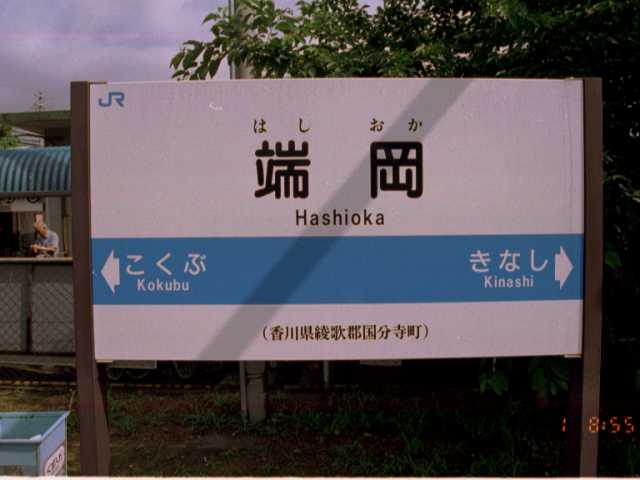 JR
はし おか
端岡
Hashioka
こくぶ
Kokubu
きなし
Kinashi
(香川県綾歌郡国分寺町)
1 8:55